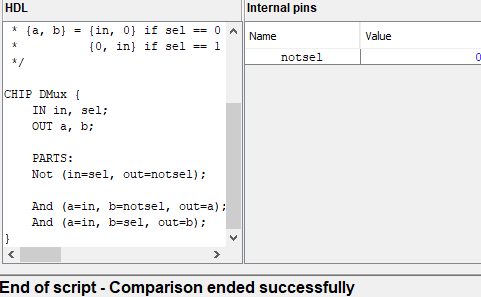 HDL
Internal pins
* {a, b} = {in, 0} if sel == 0
*          {0, in} if sel == 1
*/
CHIP DMux {
    IN in, sel;
    OUT a, b;
    PARTS:
    Not (in=sel, out=notsel);
    And (a=in, b=notsel, out=a);
    And (a=in, b=sel, out=b);
}
Name Value
notsel 0
End of script - Comparison ended successfully